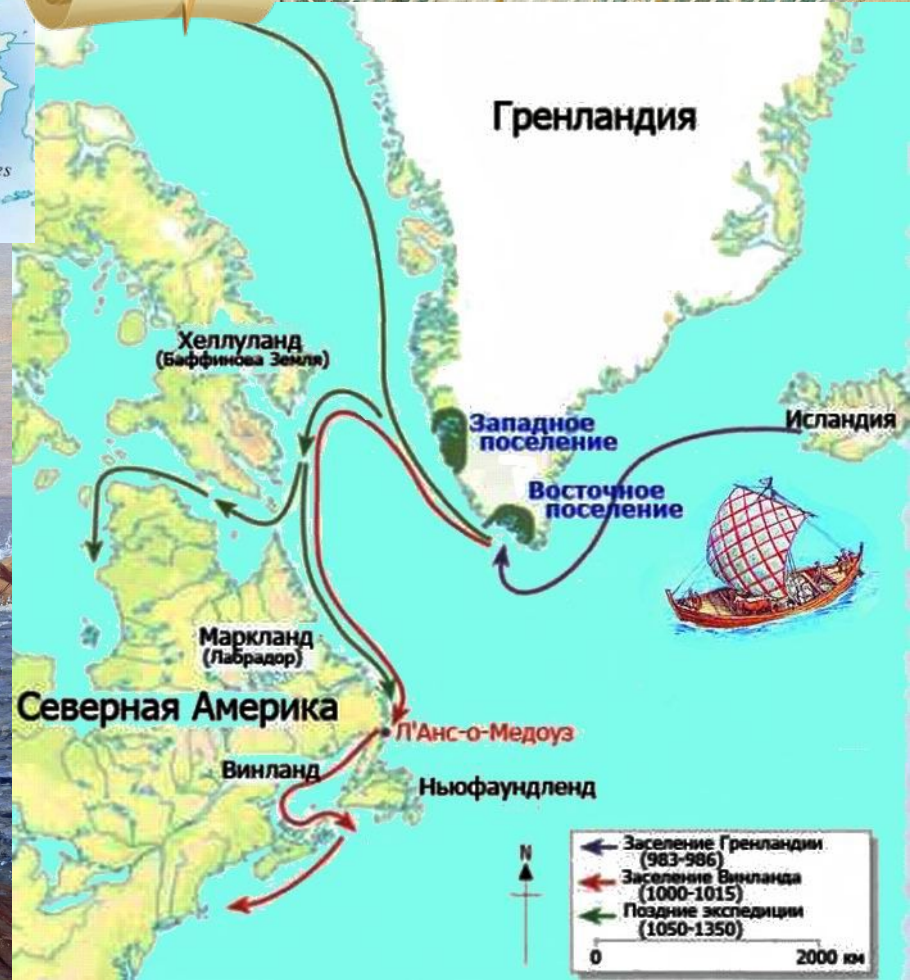 Гренландия
Хеллуланд
(Баффинова Земля)
Западное
поселение
Исландия
Восточное
поселение
Маркланд
(Лабрадор)
Северная Америка
Л'Анс-о-Медоуз
Винланд
Ньюфаундленд
N
Заселение Гренландии
(983-986)
Заселение Винланда
(1000-1015)
Поздние экспедиции
(1050-1350)
0 2000 км